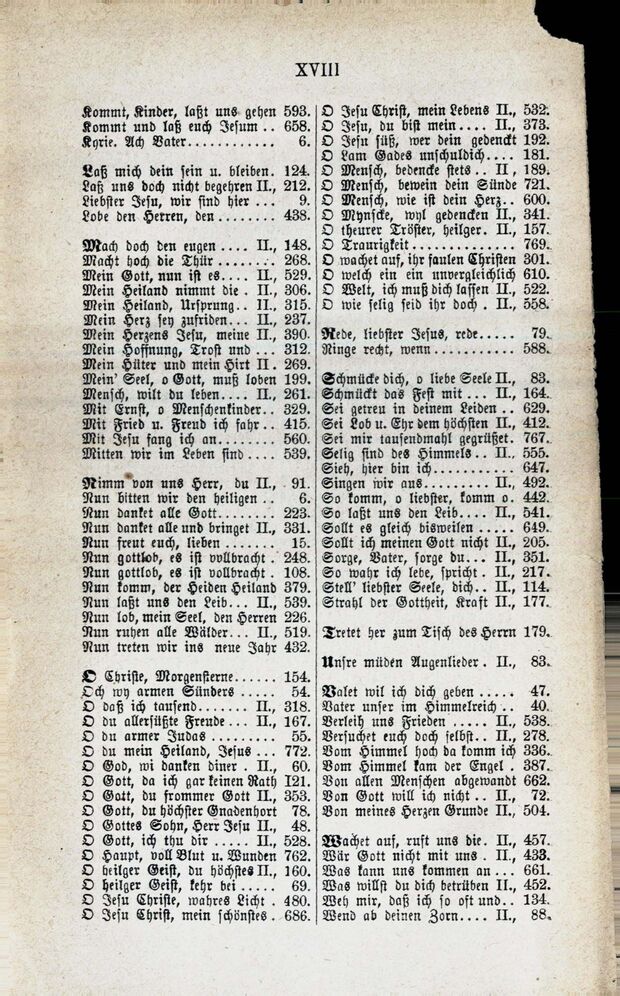 XVIII
Kommt, Kinder, laßt uns gehen 593.
Kommt und laß euch Jesum .. 658.
Kyrie. Ach Vater............ 6.
Laß mich dein sein u. bleiben. 124.
Laß uns doch nicht begehren II., 212.
Liebster Jesu, wir sind hier ... 9.
Lobe den Herren, den ........ 438.
Mach doch den eugen .... II., 148.
Macht hoch die Thür ........ 268.
Mein Gott, nun ist es.... II., 529.
Mein Heiland nimmt die . II., 306.
Mein Heiland, Ursprung.. II., 315.
Mein Herz sey zufriden... II., 237.
Mein Herzens Jesu, meine II., 390.
Mein Hoffnung, Trost und ... 312.
Mein Hüter und mein Hirt II . 269.
Mein' Seel, o Gott, muß loben 199.
Mensch, wilt du leben.... II., 261.
Mit Ernst, o Menschenkinder.. 329.
Mit Fried u. Freud ich fahr .. 415.
Mit Jesu fang ich an........ 560.
Mitten wir im Leben sind .... 539.
Nimm von uns Herr, du II., 91.
Nun bitten wir den heiligen .. 6.
Nun danket alle Gott........ 223.
Nun danket alle und bringet II., 331.
Nun freut euch, lieben ...... 15.
Nun gottlob, es ist vollbracht . 248.
Nun gottlob, es ist vollbracht . 108.
Nun komm, der Heiden Heiland 379.
Nun laßt uns den Leib... II., 539.
Nun lob, mein Seel, den Herren 226.
Nun ruhen alle Wälder... II., 519.
Nun treten wir ins neue Jahr 432.
O Christe, Morgensterne...... 154.
Och wy armen Sünders ..... 54.
O daß ich tausend....... II., 318.
O du allersüßte Freude... II., 167.
O du armer Judas .......... 55.
O du mein Heiland, Jesus ... 772.
O God, wi danken diner . II., 60.
O Gott, da ich gar keinen Rath I21.
O Gott, du frommer Gott II., 353.
O Gott, du höchster Gnadenhort 78.
O Gottes Sohn, Herr Jesu II., 48.
O Gott, ich thu dir ..... II., 528.
O Haupt, voll Blut u. Wunden 762.
O heilger Geist, du höchstes II., 160.
O heilger Geist, kehr bei ..... 69.
O Jesu Christe, wahres Licht . 480.
O Jesu Christ, mein schönstes . 686.
O Jesu Christ, mein Lebens II., 532.
O Jesu, du bist mein.... II., 373.
O Jesu süß, wer dein gedenckt 192.
O Lam Gades unschuldich.... 181.
O Mensch, bedencke stets .. II , 189.
O Mensch, bewein dein Sünde 721.
O Mensch, wie ist dein Herz.. 600.
O Mynscke, wyl gedencken II., 341.
O theurer Tröster, heilger. II., 157.
O Traurigkeit .............. 769.
O wachet auf, ihr faulen Christen 301.
O welch ein ein unvergleichlich 610.
O Welt, ich muß dich lassen II., 522.
O wie selig seid ihr doch . II., 558.
Rede, liebster Jesus, rede..... 79.
Ringe recht, wenn........... 588.
Schmücke dich, o liebe Seele II., 83.
Schmückt das Fest mit ... II., 164.
Sei getreu in deinem Leiden .. 629.
Sei Lob u. Ehr dem höchsten II., 412.
Sei mir tausendmahl gegrüßet. 767.
Selig sind des Himmels.. II., 555.
Sieh, hier bin ich............ 647.
Singen wir aus......... II., 492.
So komm, o liebster, komm o. 442.
So laßt uns den Leib.... II., 541.
Sollt es gleich bisweilen ..... 649.
Sollt ich meinen Gott nicht II., 205.
Sorge, Vater, sorge du... II., 351.
So wahr ich lebe, spricht . II., 217.
Stell' liebster Seele, dich.. II., 114.
Strahl der Gottheit, Kraft II., 177.
Tretet her zum Tisch des Herrn 179.
Unsre müden Augenlieder . II., 83.
Valet wil ich dich geben ..... 47.
Vater unser im Himmelreich .. 40.
Verleih uns Frieden .... II., 538.
Versuchet euch doch selbst.. II., 278.
Vom Himmel hoch da komm ich 336.
Vom Himmel kam der Engel . 387.
Von allen Menschen abgewandt 662.
Von Gott will ich nicht.. II., 72.
Von meines Herzen Grunde II., 504.
Wachet auf, ruft uns die. II., 457.
Wär Gott nicht mit uns . II., 433.
Was kann uns kommen an ... 661.
Was willst du dich betrüben II., 452.
Weh mir, daß ich so oft und.. 134.
Wend ab deinen Zorn.... II., 88.